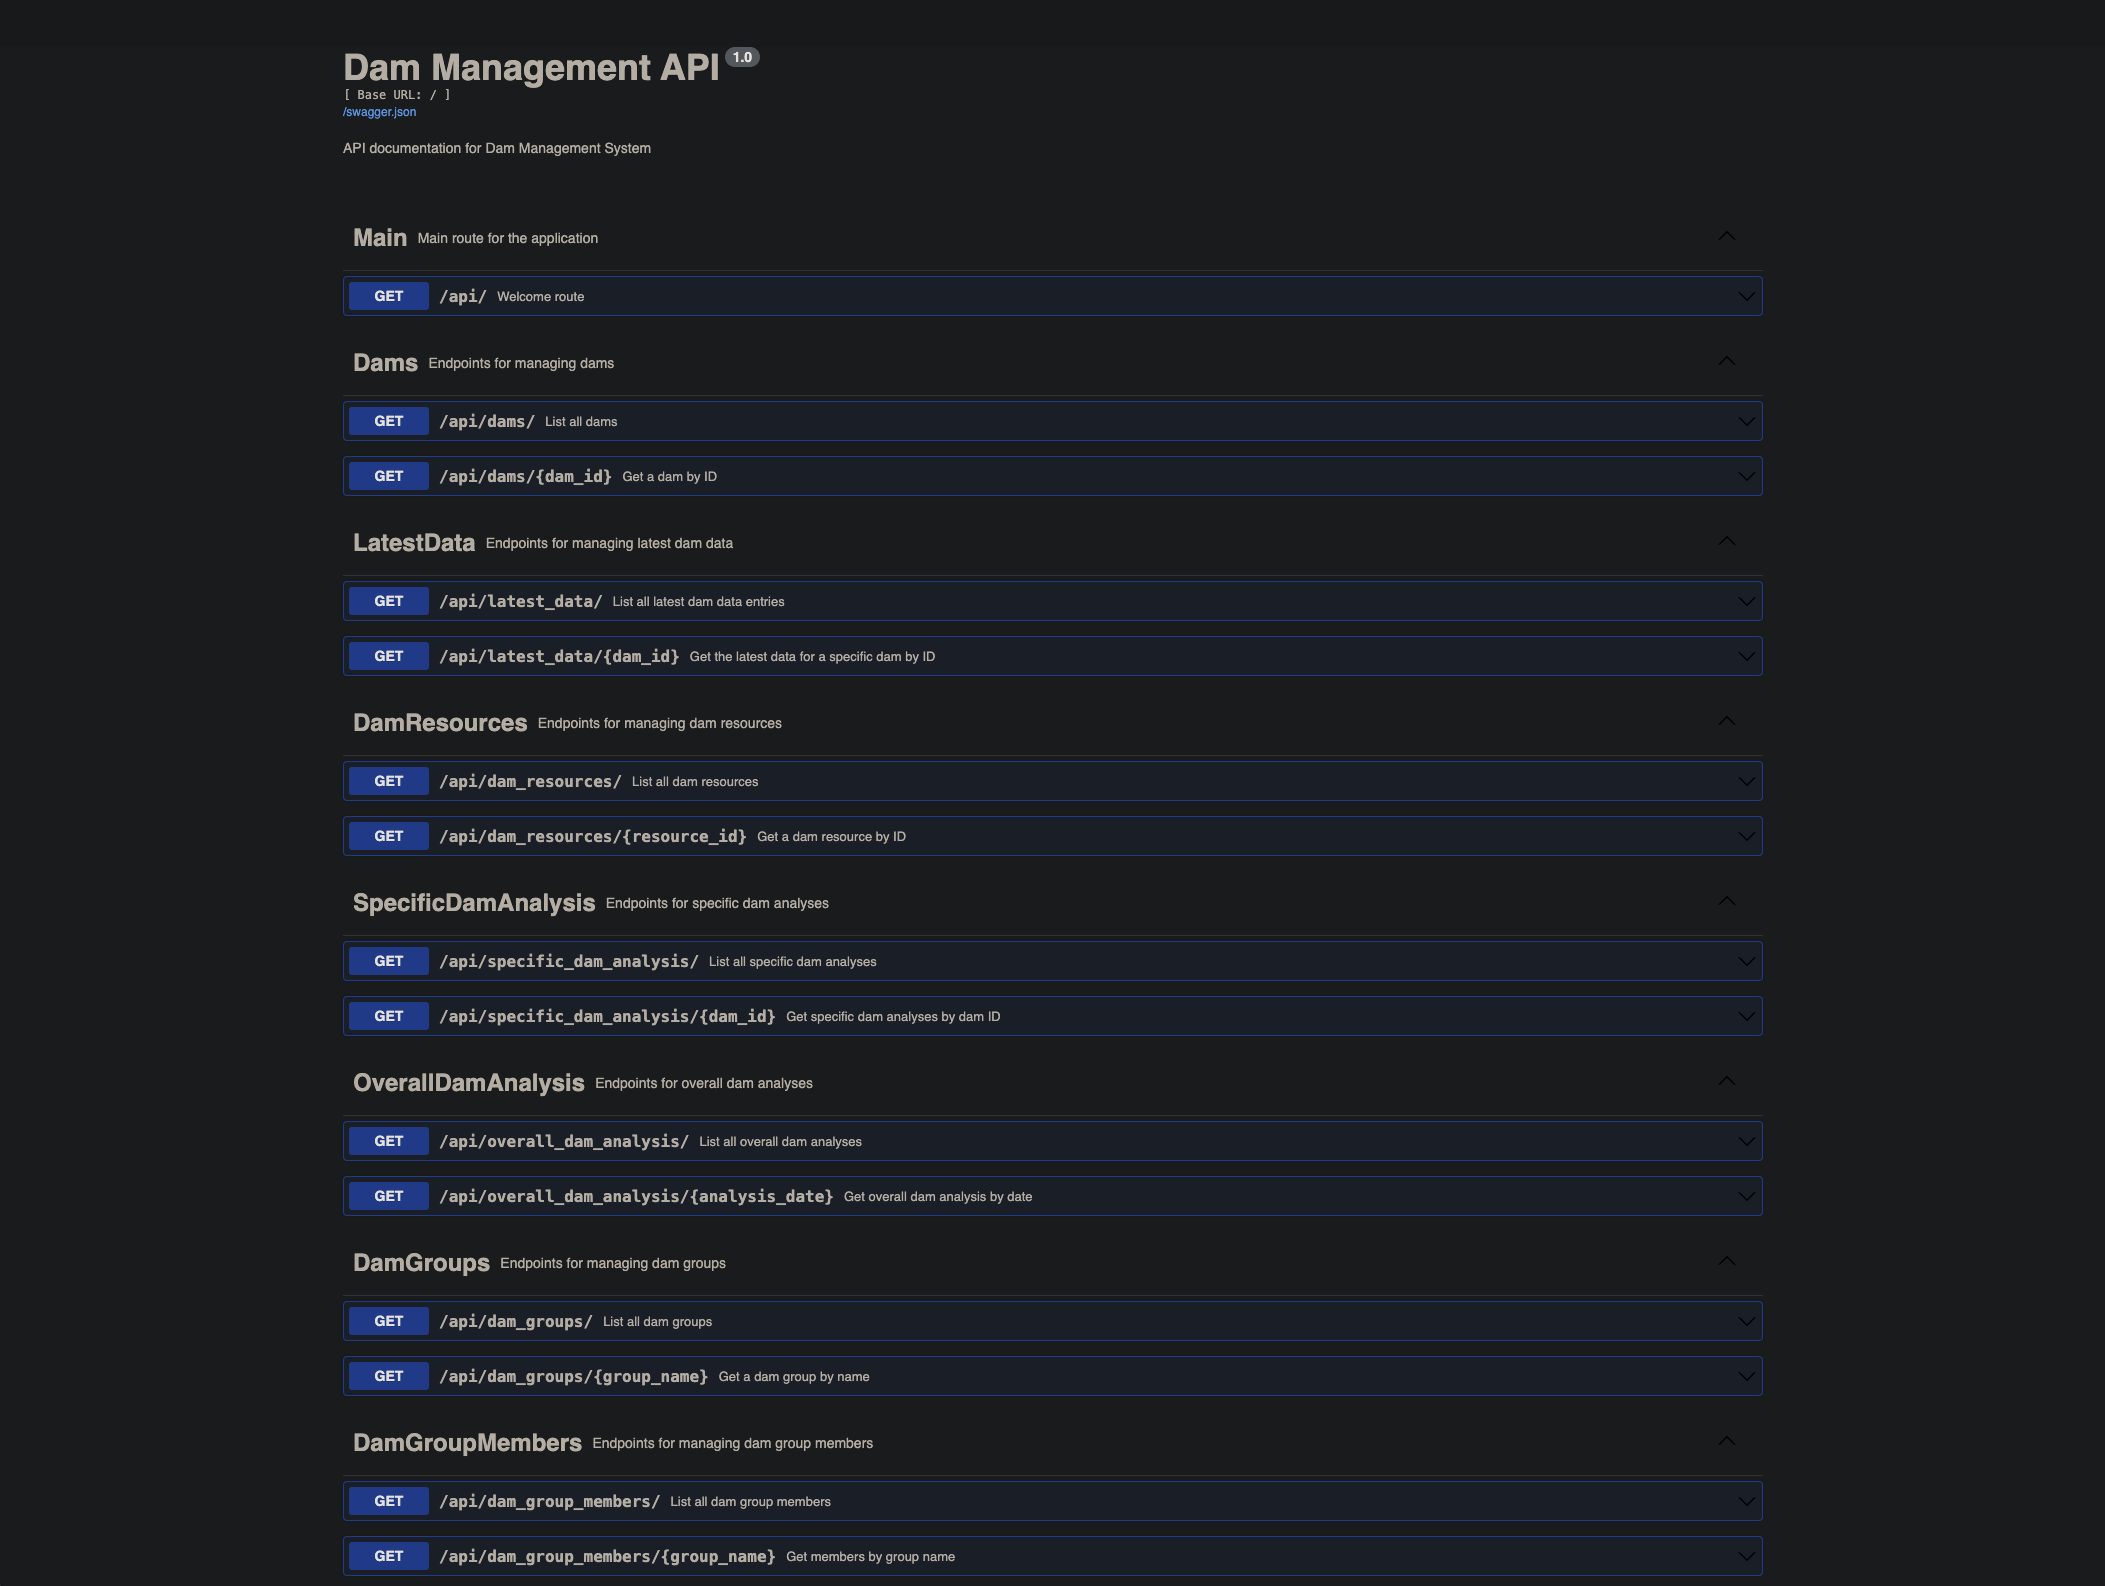 Dam Management API 1.0
[ Base URL: / ]
/swagger.json
API documentation for Dam Management System
Main Main route for the application
GET /api/ Welcome route
Dams Endpoints for managing dams
GET /api/dams/ List all dams
GET /api/dams/{dam_id} Get a dam by ID
LatestData Endpoints for managing latest dam data
GET /api/latest_data/ List all latest dam data entries
GET /api/latest_data/{dam_id} Get the latest data for a specific dam by ID
DamResources Endpoints for managing dam resources
GET /api/dam_resources/ List all dam resources
GET /api/dam_resources/{resource_id} Get a dam resource by ID
SpecificDamAnalysis Endpoints for specific dam analyses
GET /api/specific_dam_analysis/ List all specific dam analyses
GET /api/specific_dam_analysis/{dam_id} Get specific dam analyses by dam ID
OverallDamAnalysis Endpoints for overall dam analyses
GET /api/overall_dam_analysis/ List all overall dam analyses
GET /api/overall_dam_analysis/{analysis_date} Get overall dam analysis by date
DamGroups Endpoints for managing dam groups
GET /api/dam_groups/ List all dam groups
GET /api/dam_groups/{group_name} Get a dam group by name
DamGroupMembers Endpoints for managing dam group members
GET /api/dam_group_members/ List all dam group members
GET /api/dam_group_members/{group_name} Get members by group name